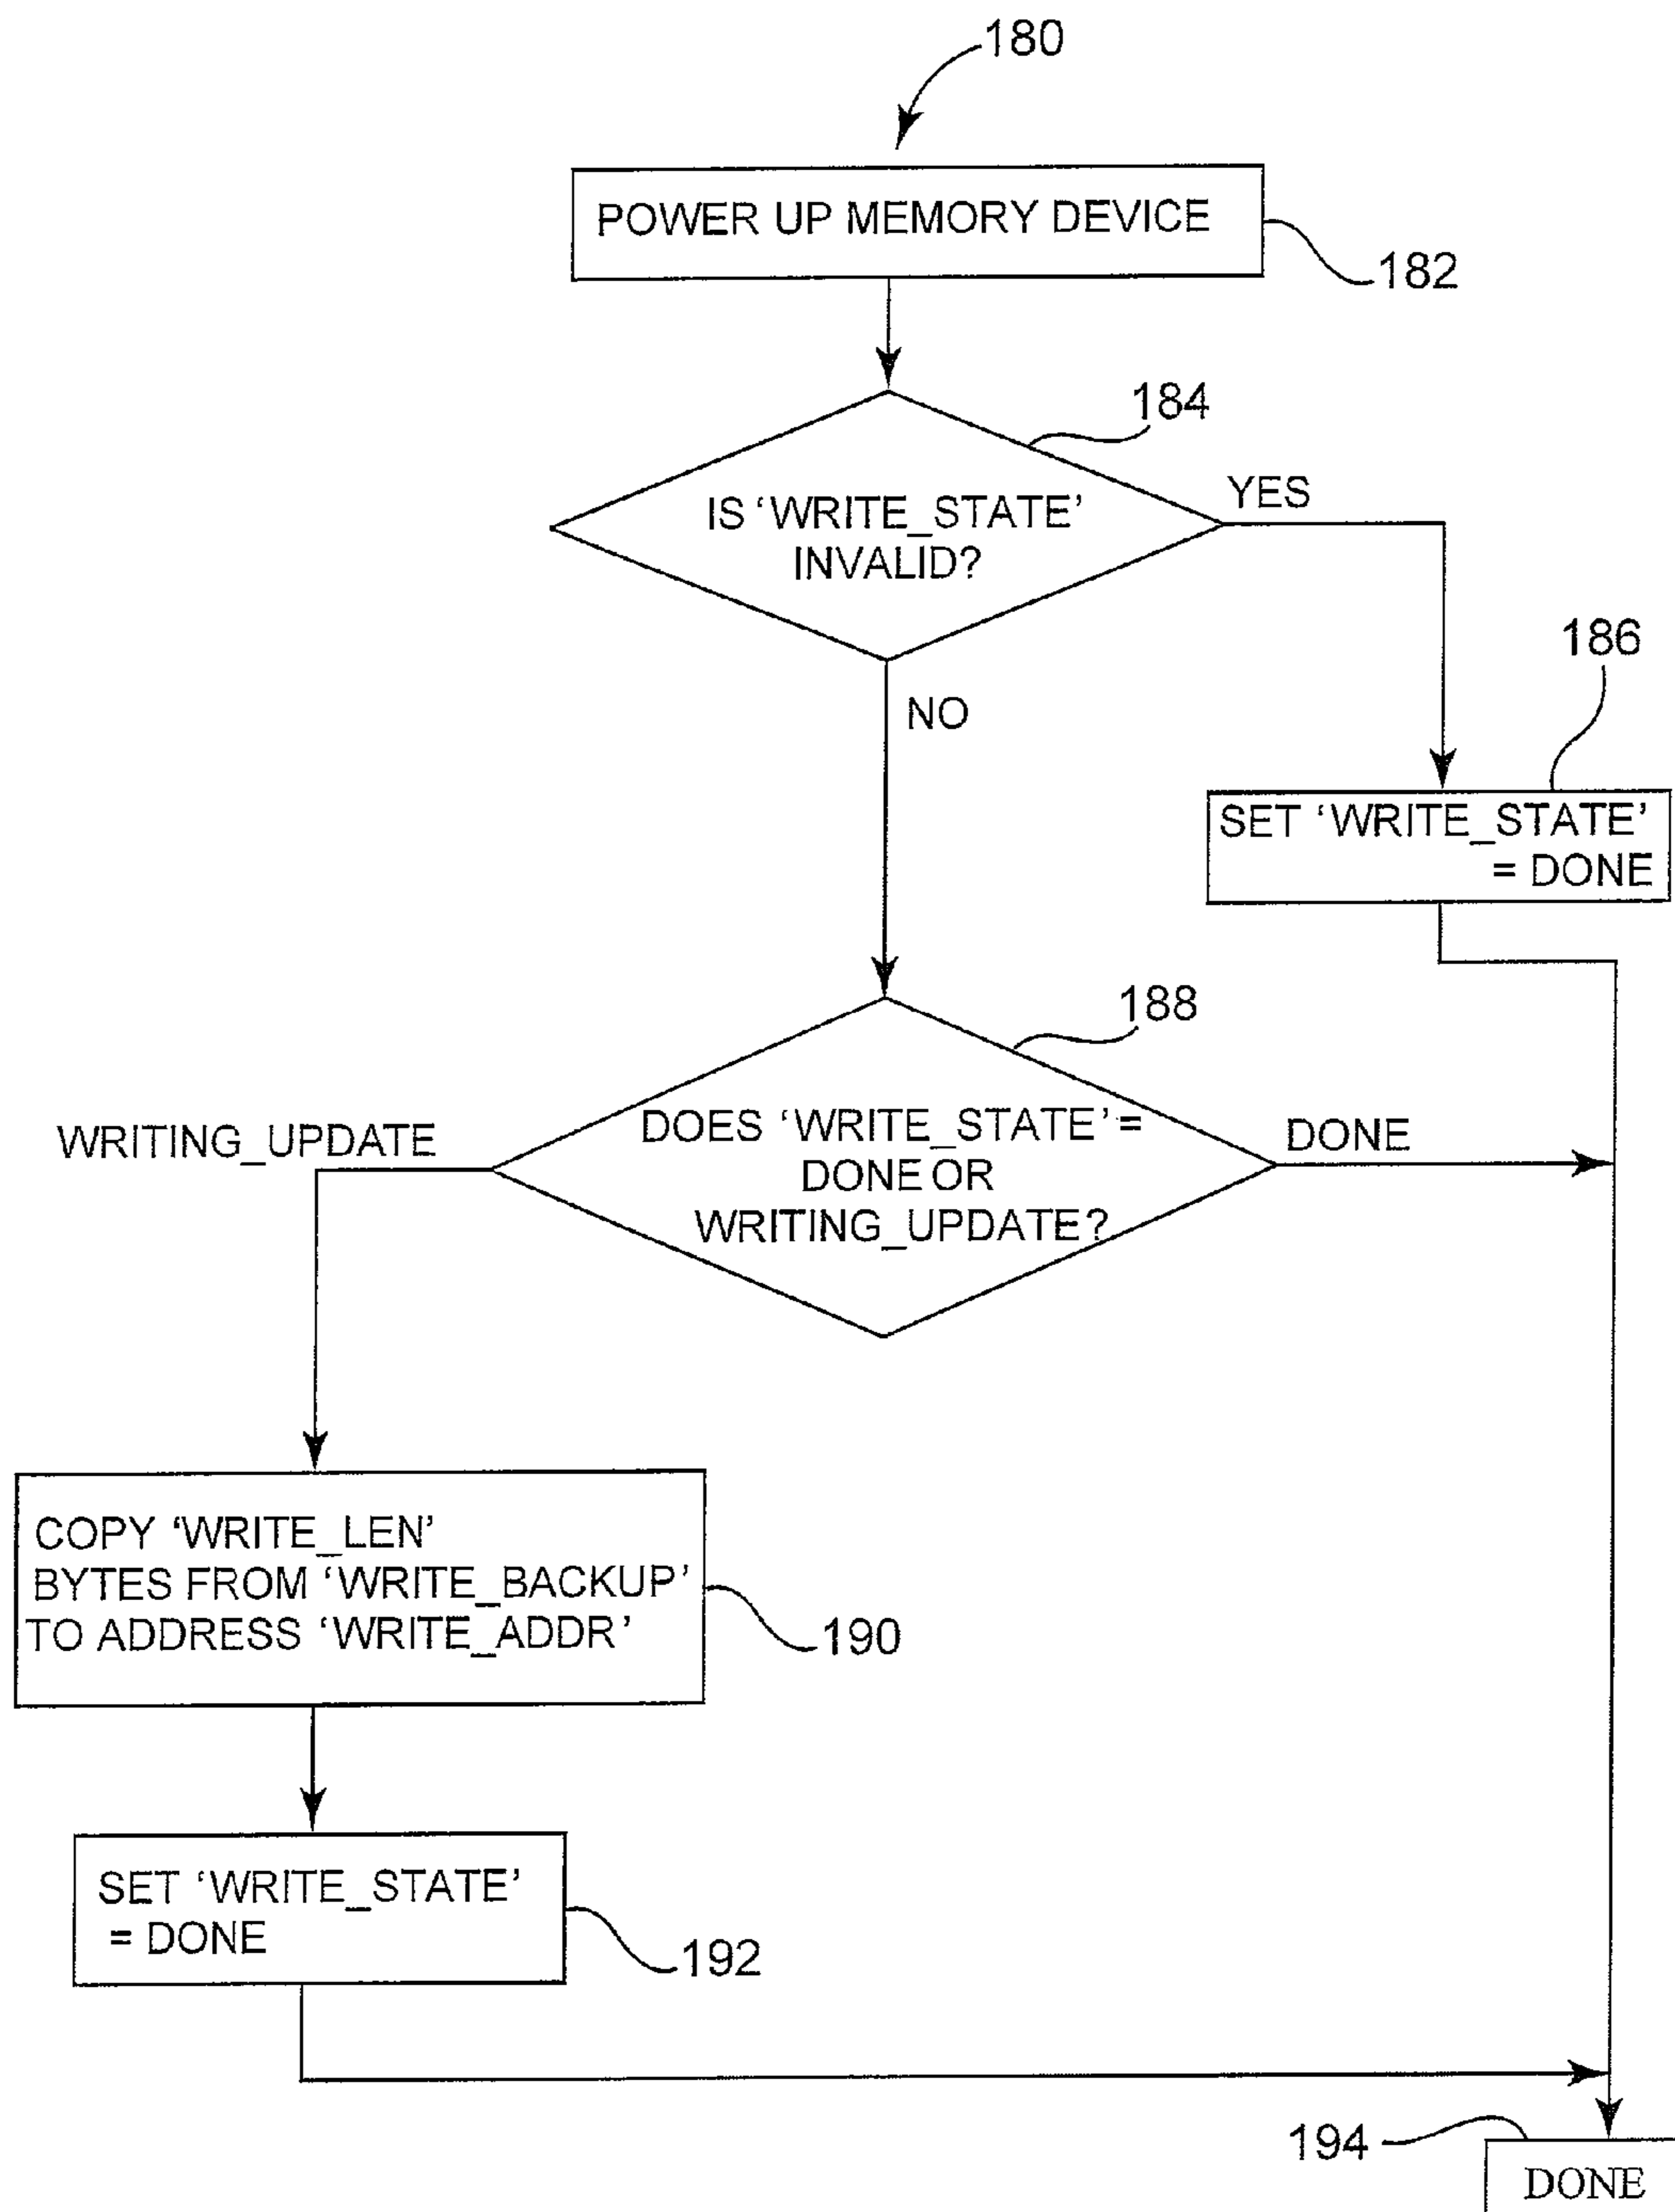 180
POWER UP MEMORY DEVICE
182
184
IS ‘WRITE_STATE’
INVALID?
YES
NO
186
SET ‘WRITE_STATE’
= DONE
188
WRITING_UPDATE
DOES ‘WRITE_STATE’ =
DONE OR
WRITING_UPDATE?
DONE
COPY ‘WRITE_LEN’
BYTES FROM ‘WRITE_BACKUP’
TO ADDRESS ‘WRITE_ADDR’
190
SET ‘WRITE_STATE’
= DONE
192
194
DONE